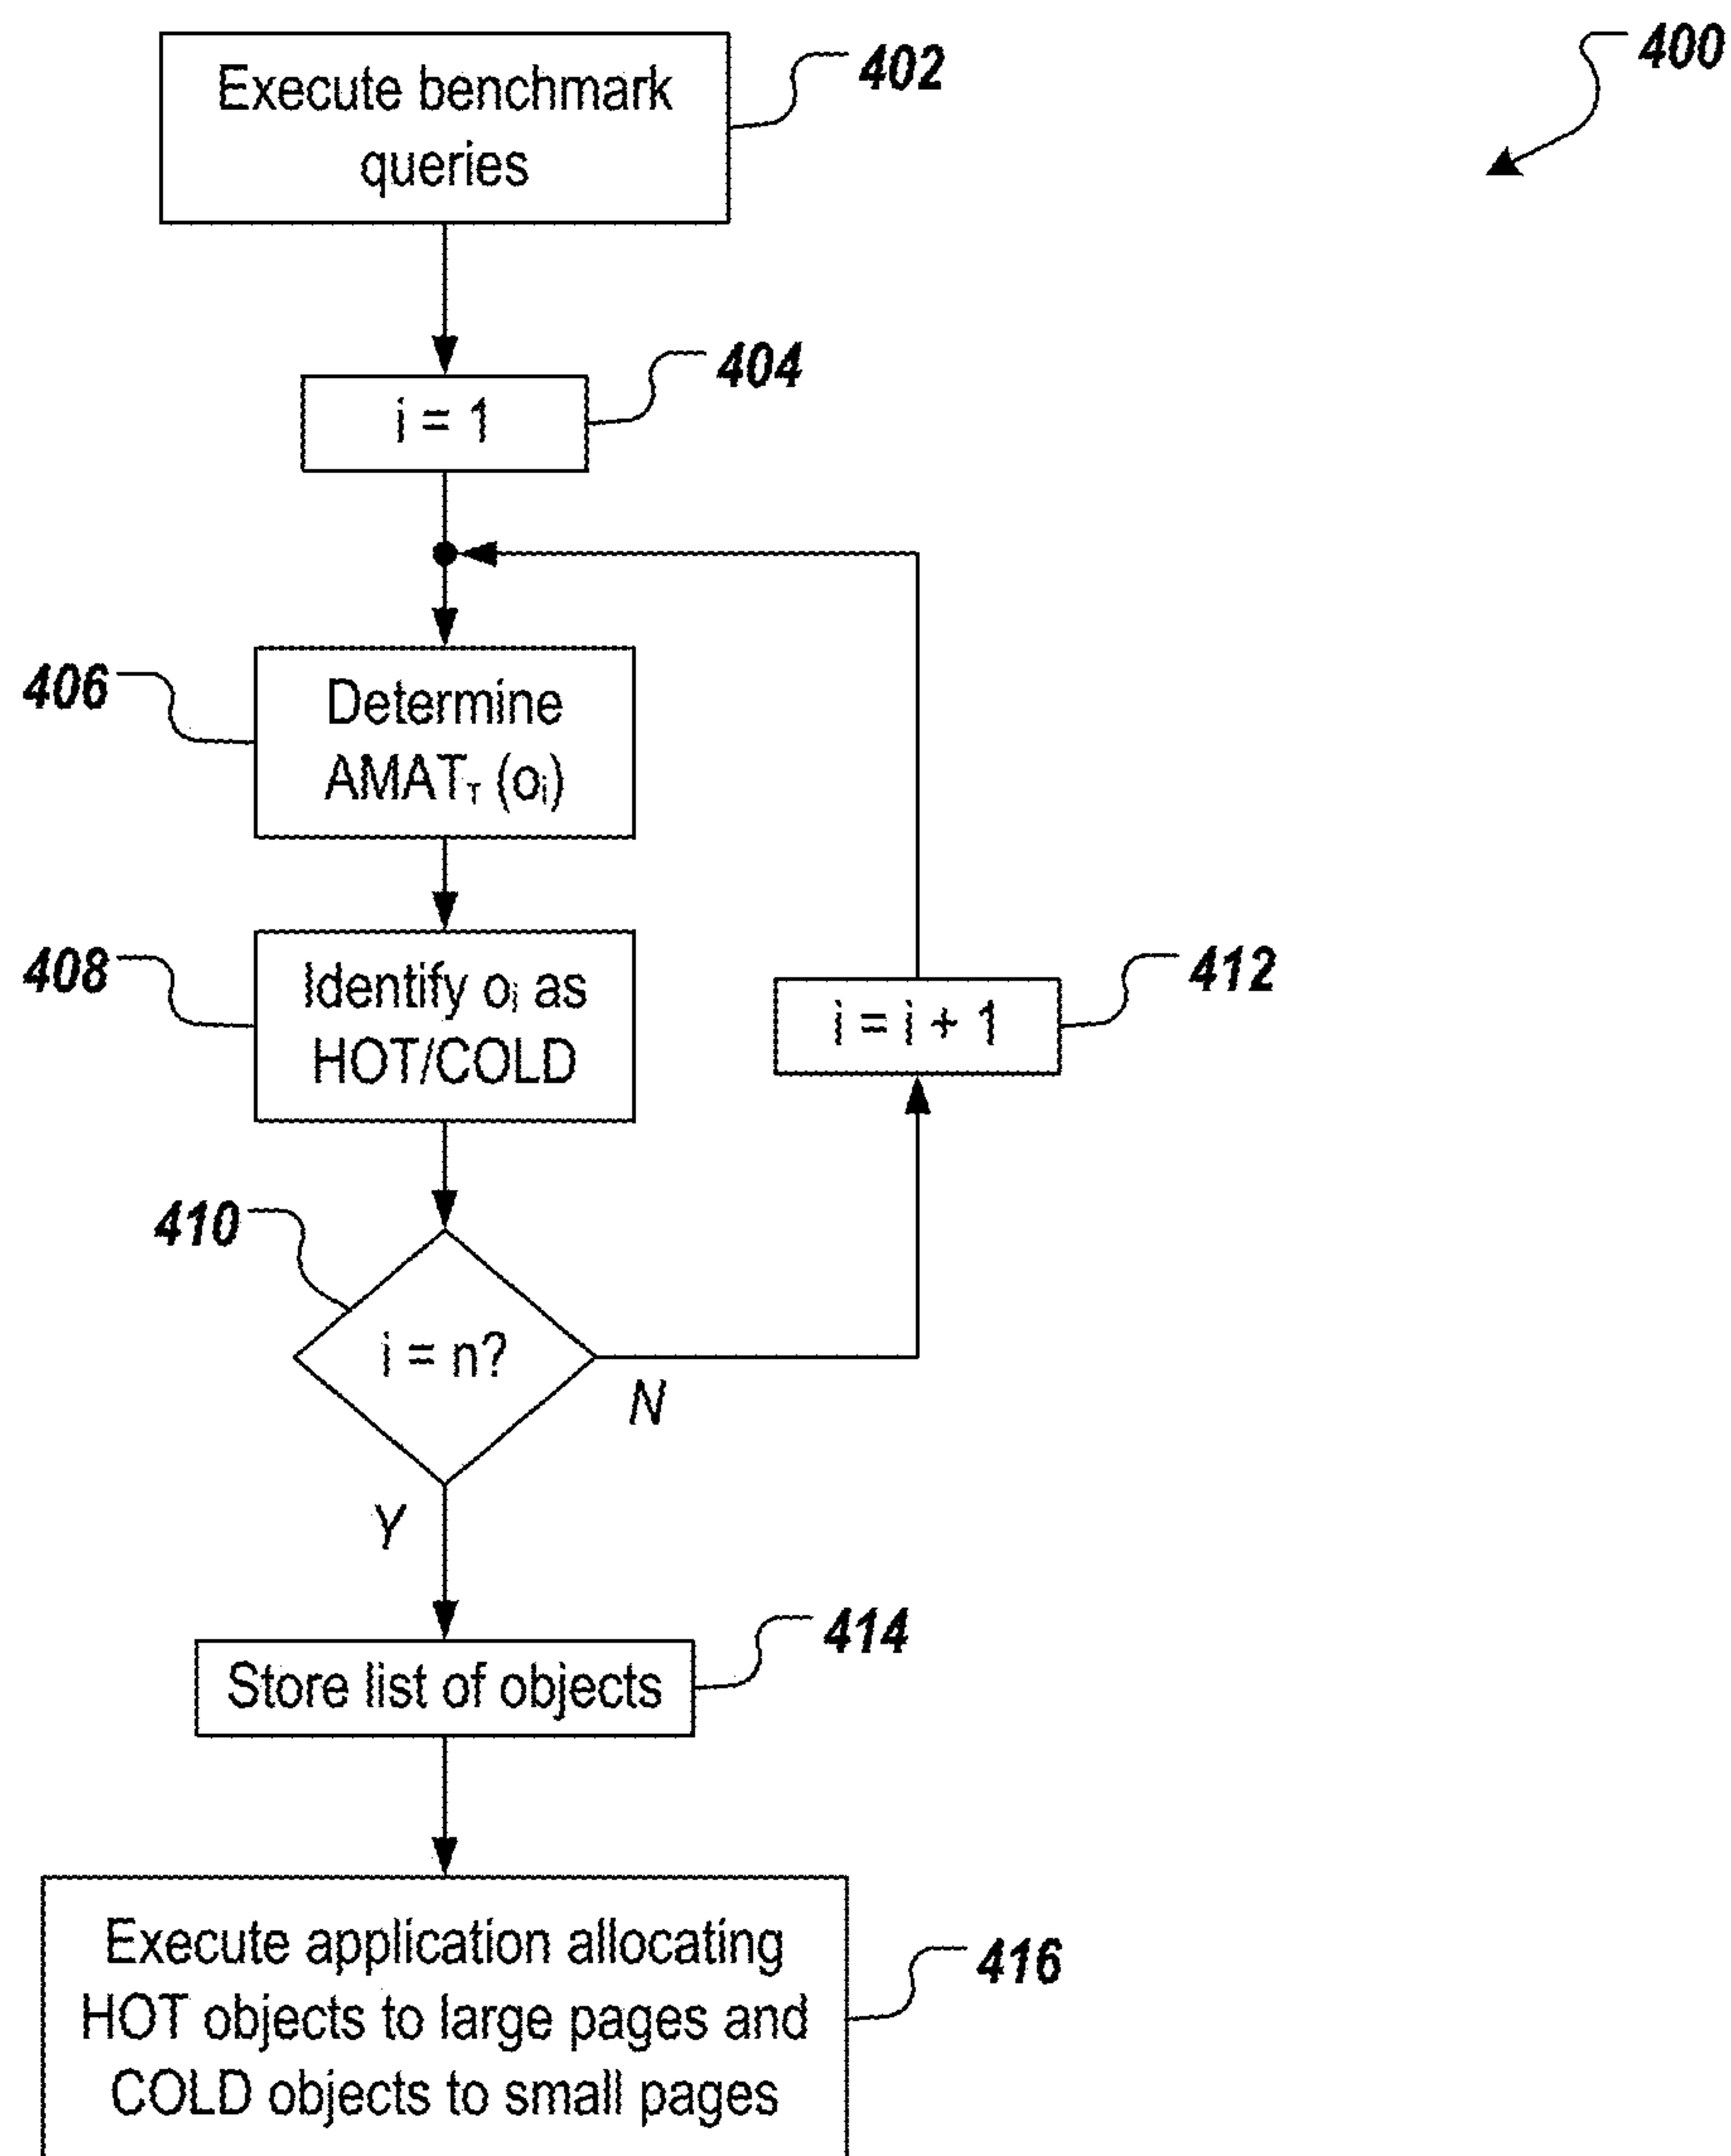 400
Execute benchmark
queries
402
i = 1
404
406
Determine
AMATT (oi)
408
Identify oi as
HOT/COLD
i = i + 1
412
410
i = n?
N
Y
Store list of objects
414
Execute application allocating
HOT objects to large pages and
COLD objects to small pages
416